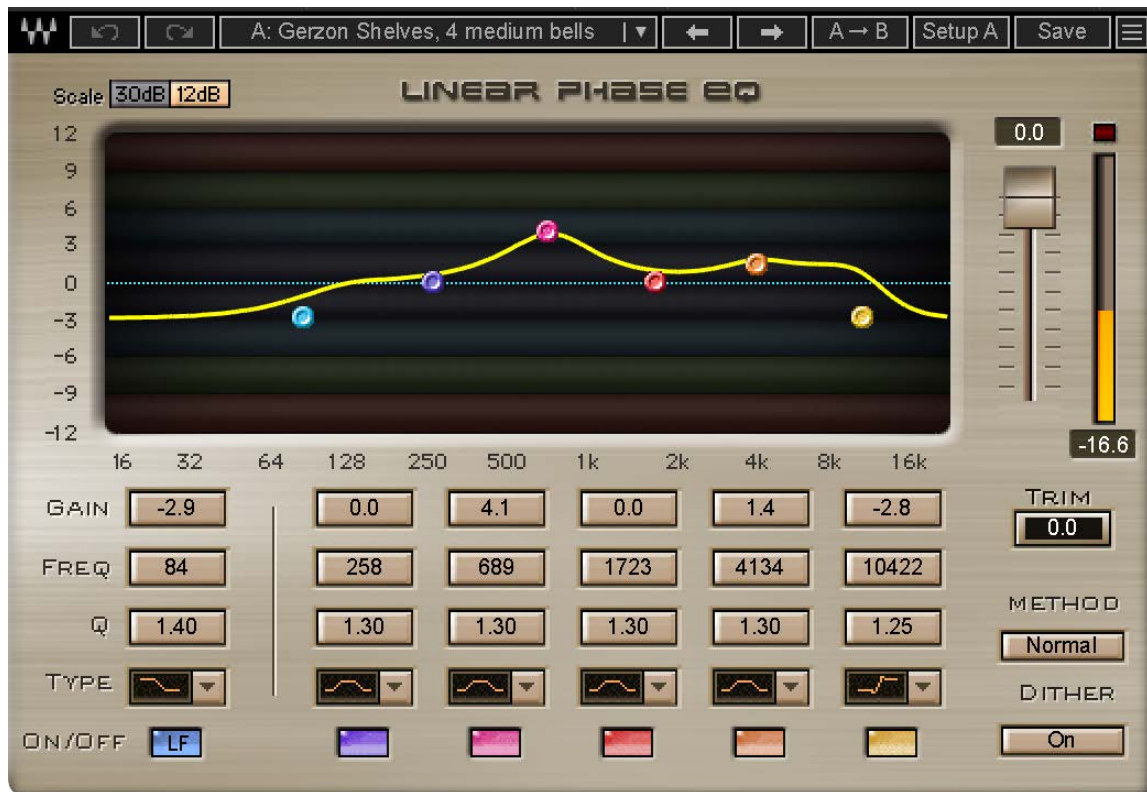 A: Gerzon Shelves, 4 medium bells A → B Setup A Save
Scale 30dB 12dB LINEAR PHASE EQ
12 0.0
9
6
3
0
-3
-6
-9
-12 -16.6
16 32 64 128 250 500 1k 2k 4k 8k 16k
GAIN -2.9 0.0 4.1 0.0 1.4 -2.8
TRIM
0.0
FREQ 84 258 689 1723 4134 10422
METHOD
Q 1.40 1.30 1.30 1.30 1.30 1.25
Normal
TYPE
DITHER
ON/OFF LF
On